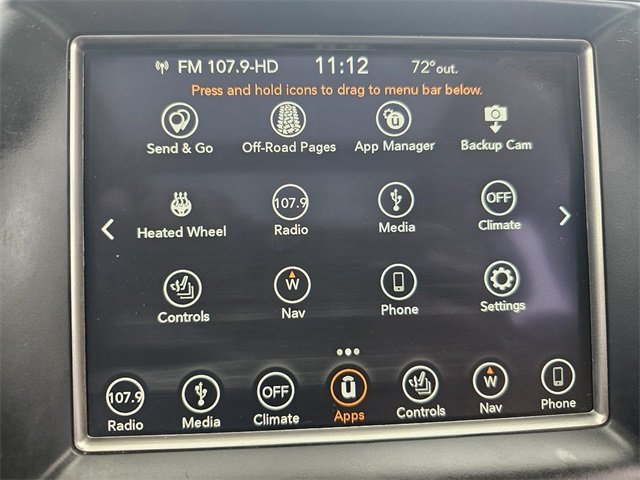 FM 107.9-HD 11:12 72°out.
Press and hold icons to drag to menu bar below.
Send & Go Off-Road Pages App Manager Backup Cam
107.9 OFF
Heated Wheel Radio Media Climate
W
Controls Nav Phone Settings
107.9 OFF W
Radio Media Climate Apps Controls Nav Phone